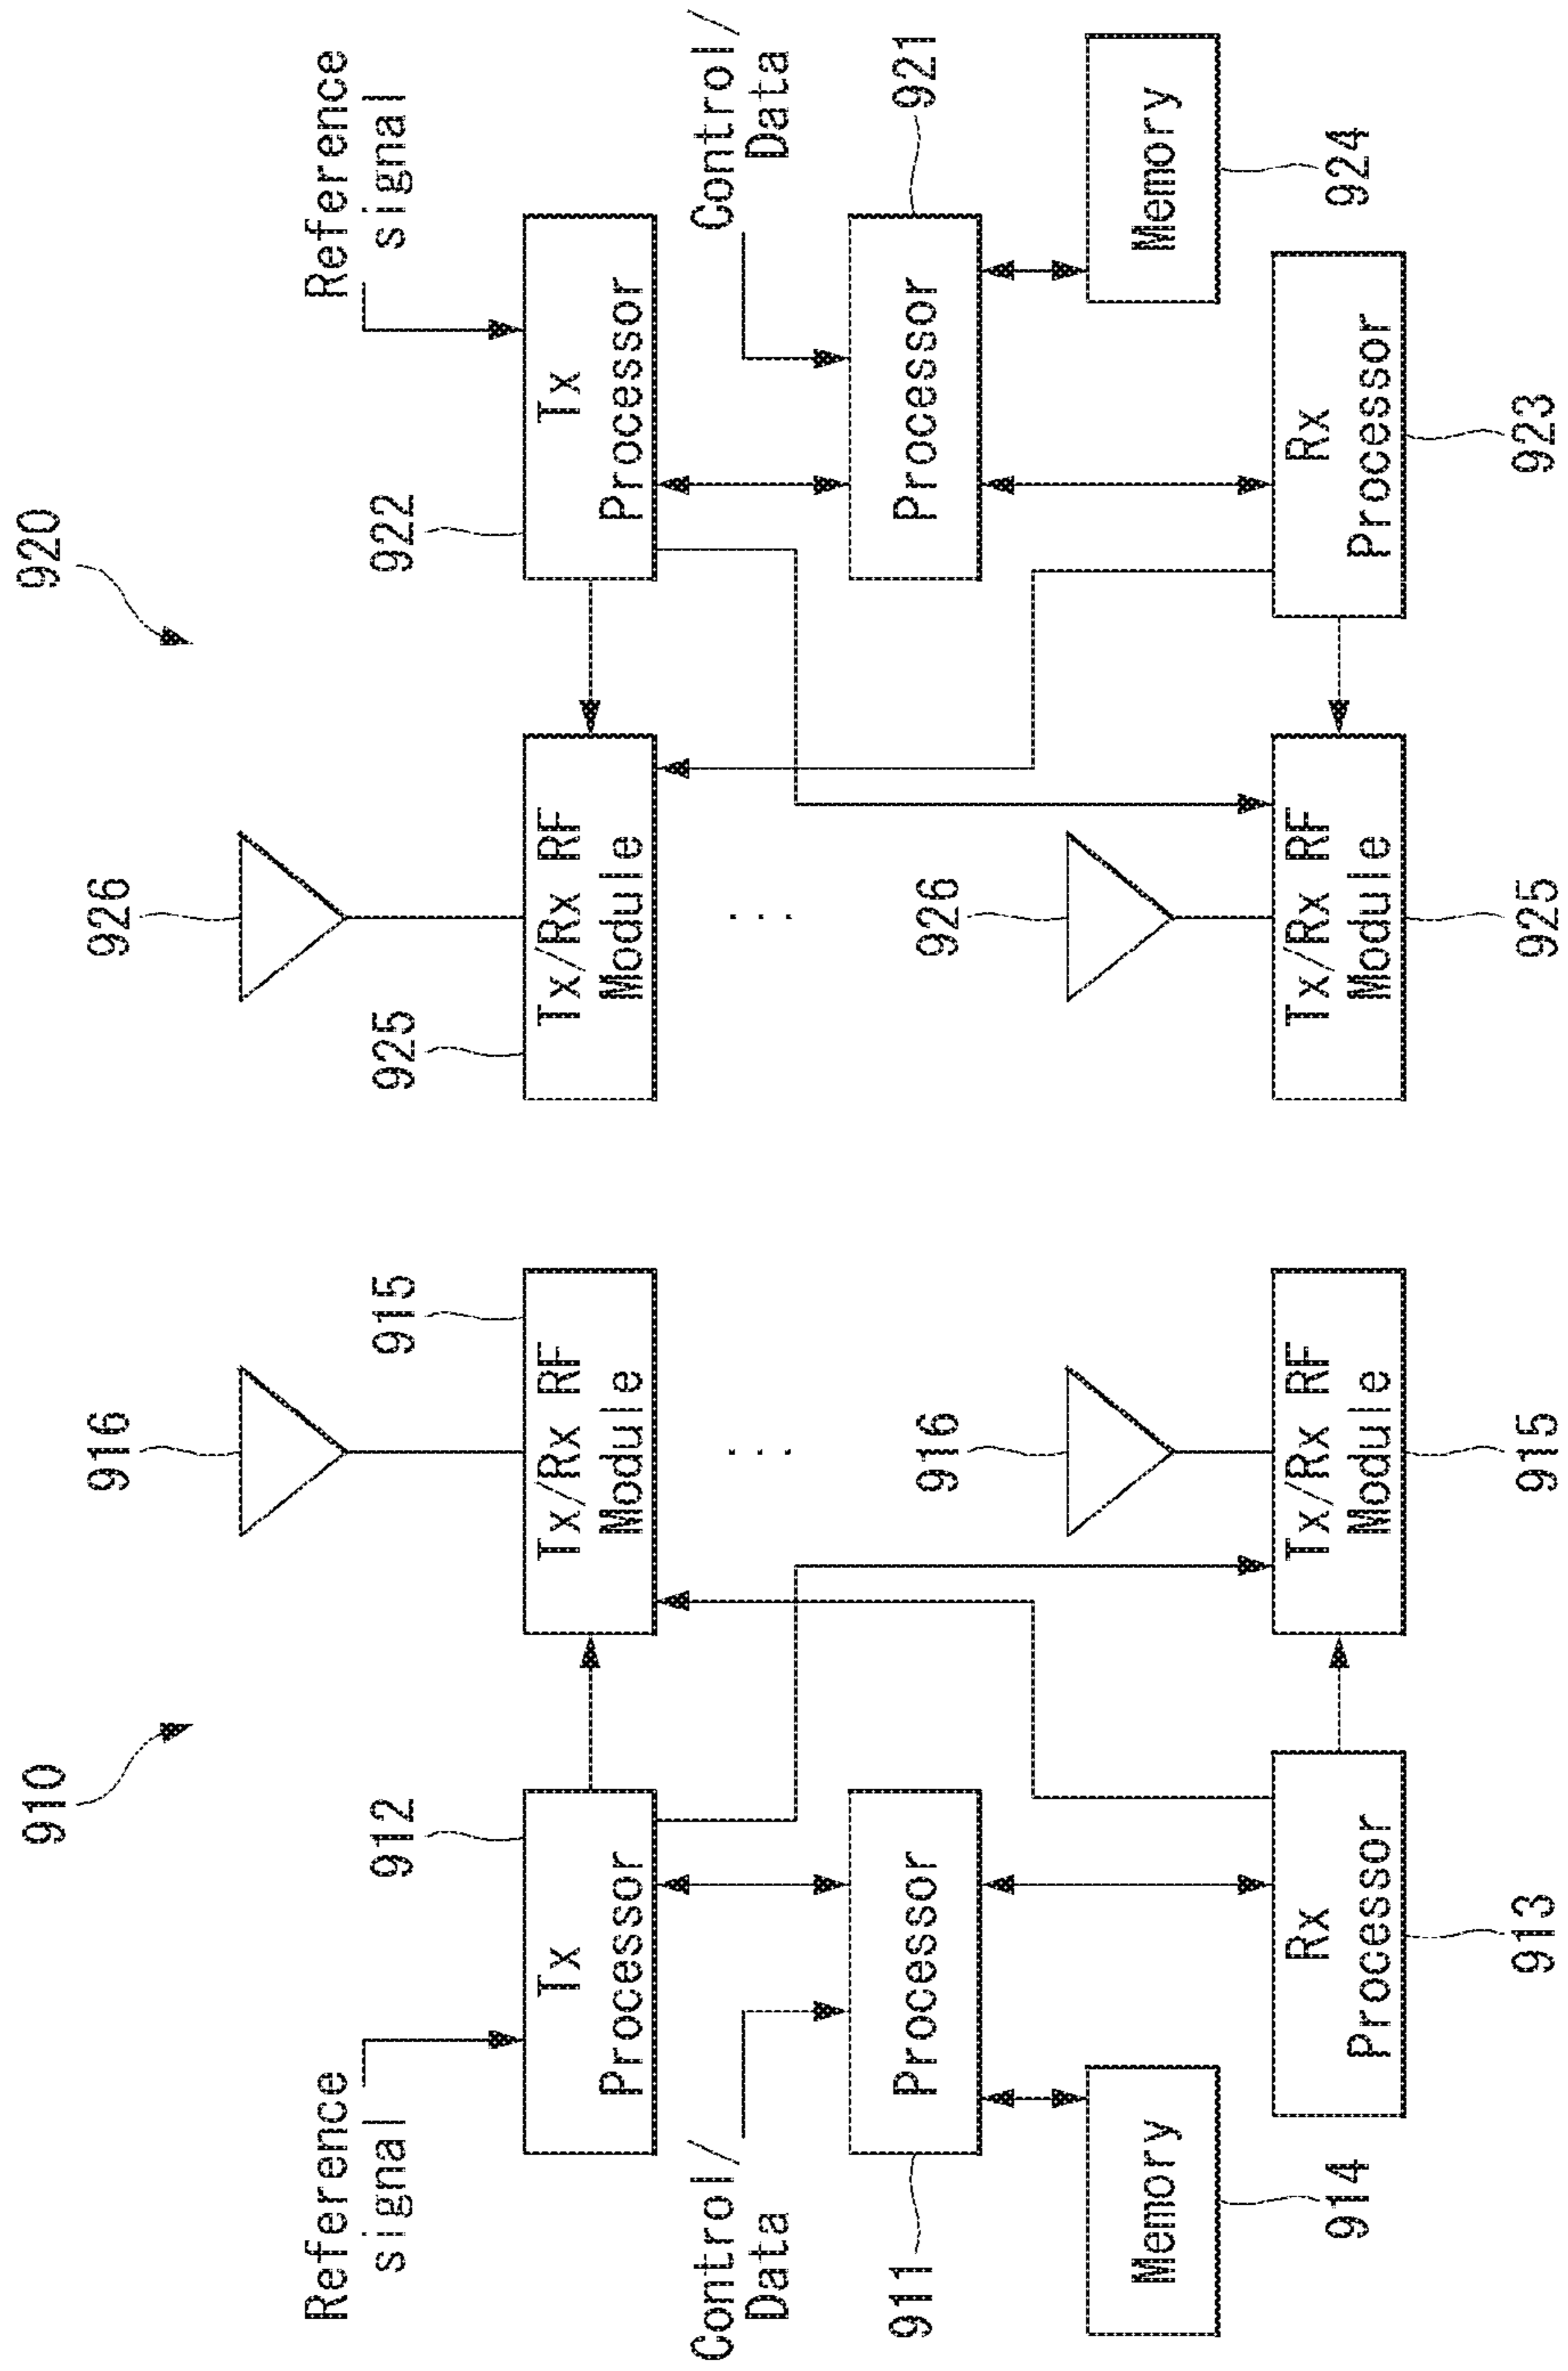 910
920
916
926
Reference
signal
912
915
925
922
Reference
signal
Tx
Processor
Tx/Rx RF
Module
Tx/Rx RF
Module
Tx
Processor
Control/
Data
...
...
Control/
Data
911
Processor
916
926
Processor
921
Memory
Memory
914
924
Rx
Processor
Tx/Rx RF
Module
Tx/Rx RF
Module
Rx
Processor
913
915
925
923